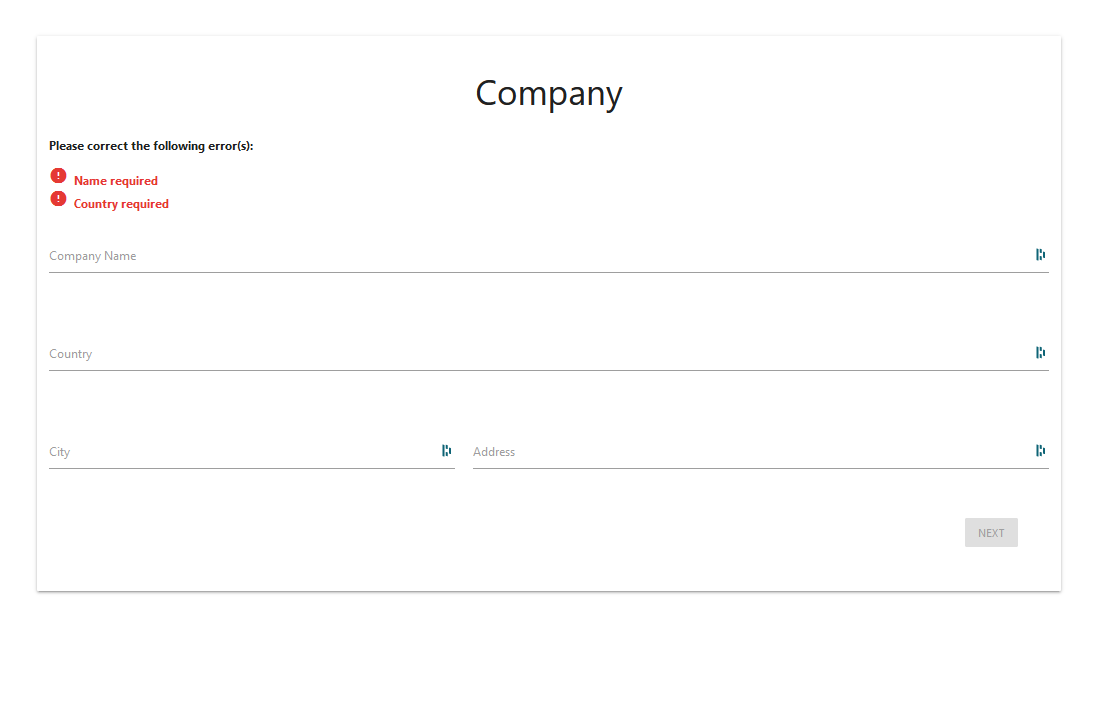 Company
Please correct the following error(s):
Name required
Country required
Company Name
Country
City Address
NEXT